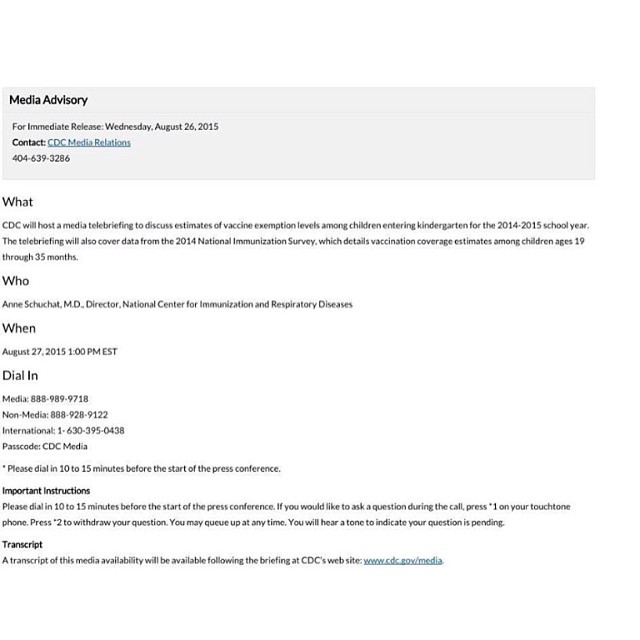 Media Advisory
For Immediate Release: Wednesday, August 26, 2015
Contact: CDC Media Relations
404-639-3286
What
CDC will host a media telebriefing to discuss estimates of vaccine exemption levels among children entering kindergarten for the 2014-2015 school year.
The telebriefing will also cover data from the 2014 National Immunization Survey, which details vaccination coverage estimates among children ages 19
through 35 months.
Who
Anne Schuchat, M.D., Director, National Center for Immunization and Respiratory Diseases
When
August 27, 2015 1:00 PM EST
Dial In
Media: 888-989-9718
Non-Media: 888-928-9122
International: 1- 630-395-0438
Passcode: CDC Media
* Please dial in 10 to 15 minutes before the start of the press conference.
Important Instructions
Please dial in 10 to 15 minutes before the start of the press conference. If you would like to ask a question during the call, press *1 on your touchtone
phone. Press *2 to withdraw your question. You may queue up at any time. You will hear a tone to indicate your question is pending.
Transcript
A transcript of this media availability will be available following the briefing at CDC's web site: www.cdc.gov/media.